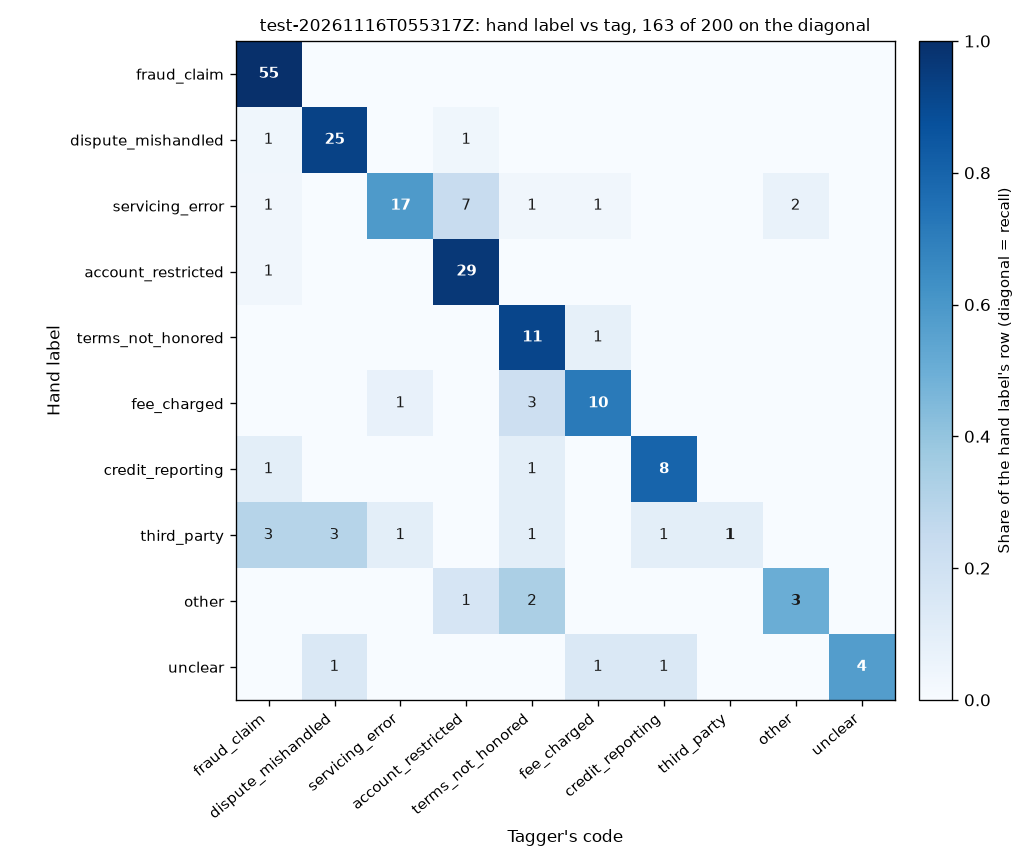 test-20261116T055317Z: hand label vs tag, 163 of 200 on the diagonal
fraud_claim 55
dispute_mishandled 1 25 1
servicing_error 1 17 7 1 1 2
account_restricted 1 29
terms_not_honored 11 1
fee_charged 1 3 10
credit_reporting 1 1 8
third_party 3 3 1 1 1 1
other 1 2 3
unclear 1 1 1 4
Hand label
fraud_claim
dispute_mishandled
servicing_error
account_restricted
terms_not_honored
fee_charged
credit_reporting
third_party
other
unclear
Tagger's code
1.0
0.8
0.6
0.4
0.2
0.0
Share of the hand label's row (diagonal = recall)